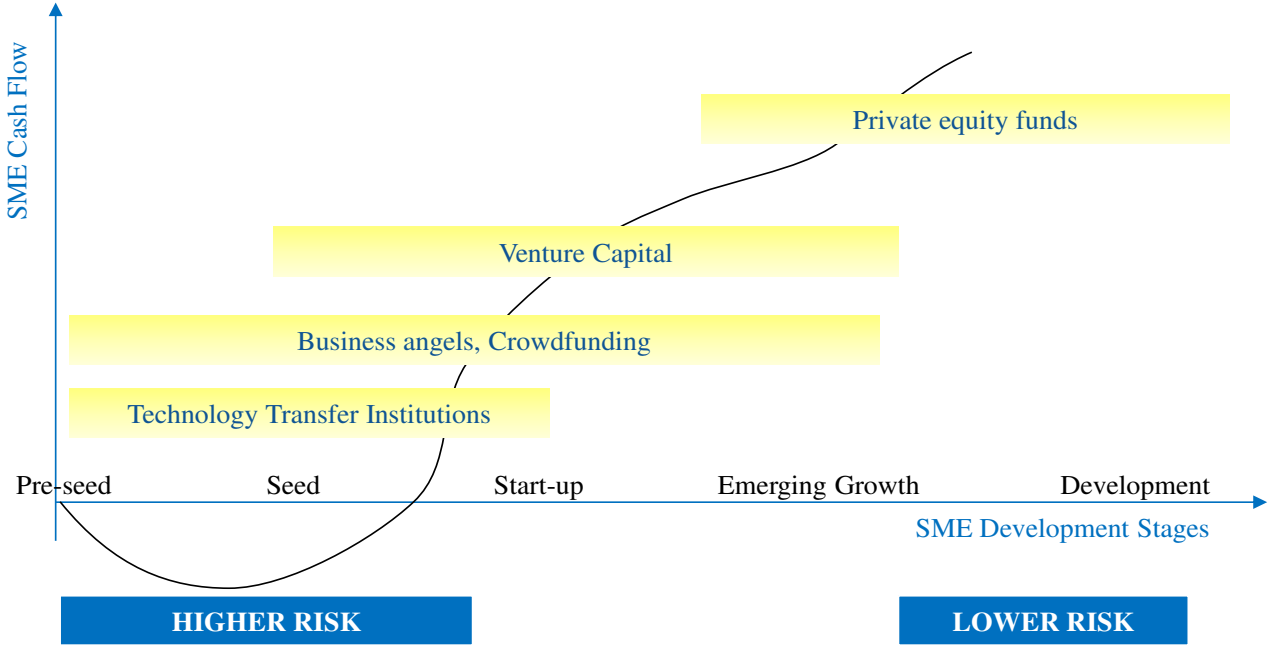 SME Cash Flow
Private equity funds
Venture Capital
Business angels, Crowdfunding
Technology Transfer Institutions
Pre-seed Seed Start-up Emerging Growth Development
SME Development Stages
HIGHER RISK LOWER RISK